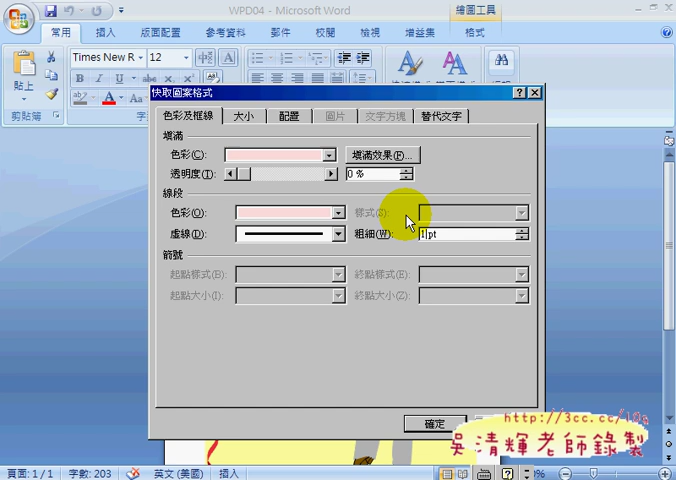 WPD04 - Microsoft Word
繪圖工具
常用 插入 版面配置 參考資料 郵件 校閱 檢視 增益集 格式
Times New R 12
貼上
B I U
剪貼簿
快取圖案格式
色彩及框線 大小 配置 圖片 文字方塊 替代文字
填滿
色彩(C): 填滿效果(F)...
透明度(T): 0 %
線段
色彩(O): 樣式(S):
虛線(D): 粗細(W): 1pt
箭號
起點樣式(B): 終點樣式(E):
起點大小(I): 終點大小(Z):
確定
吳清輝老師錄製
頁面: 1/1 字數: 203 英文 (美國) 插入